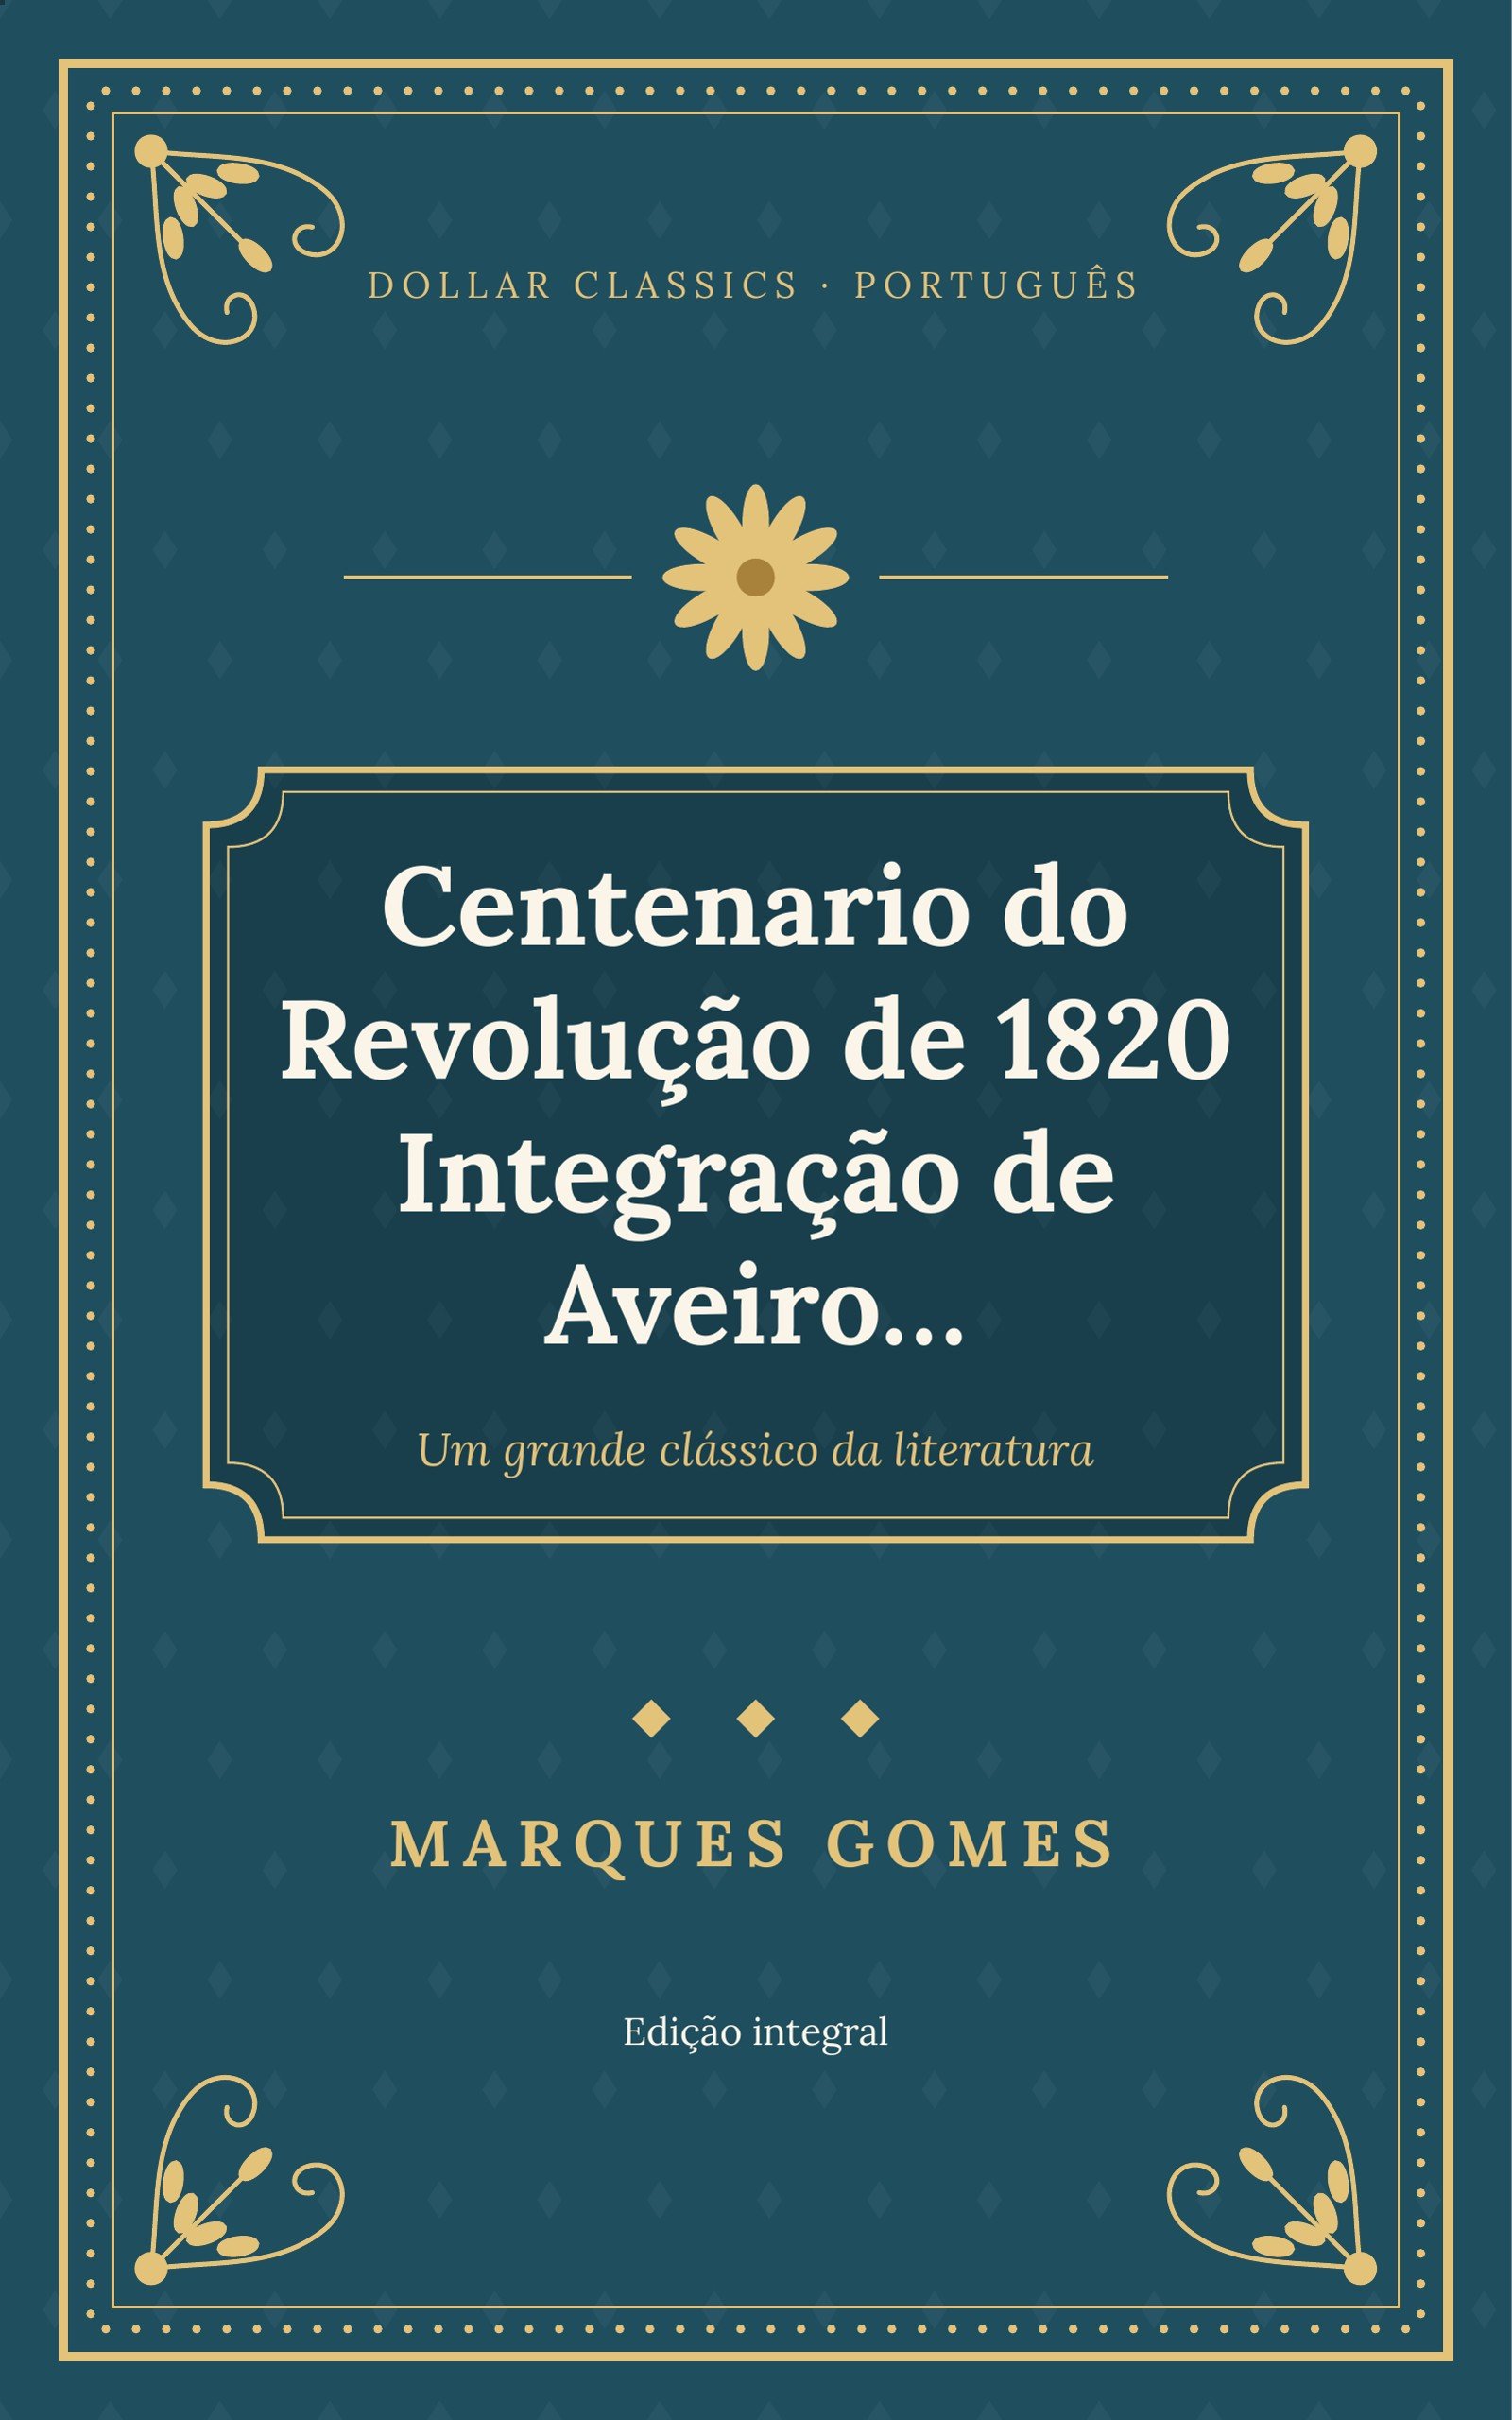 DOLLAR CLASSICS · PORTUGUÊS
Centenario do
Revolução de 1820
Integração de
Aveiro...
Um grande clássico da literatura
MARQUES GOMES
Edição integral